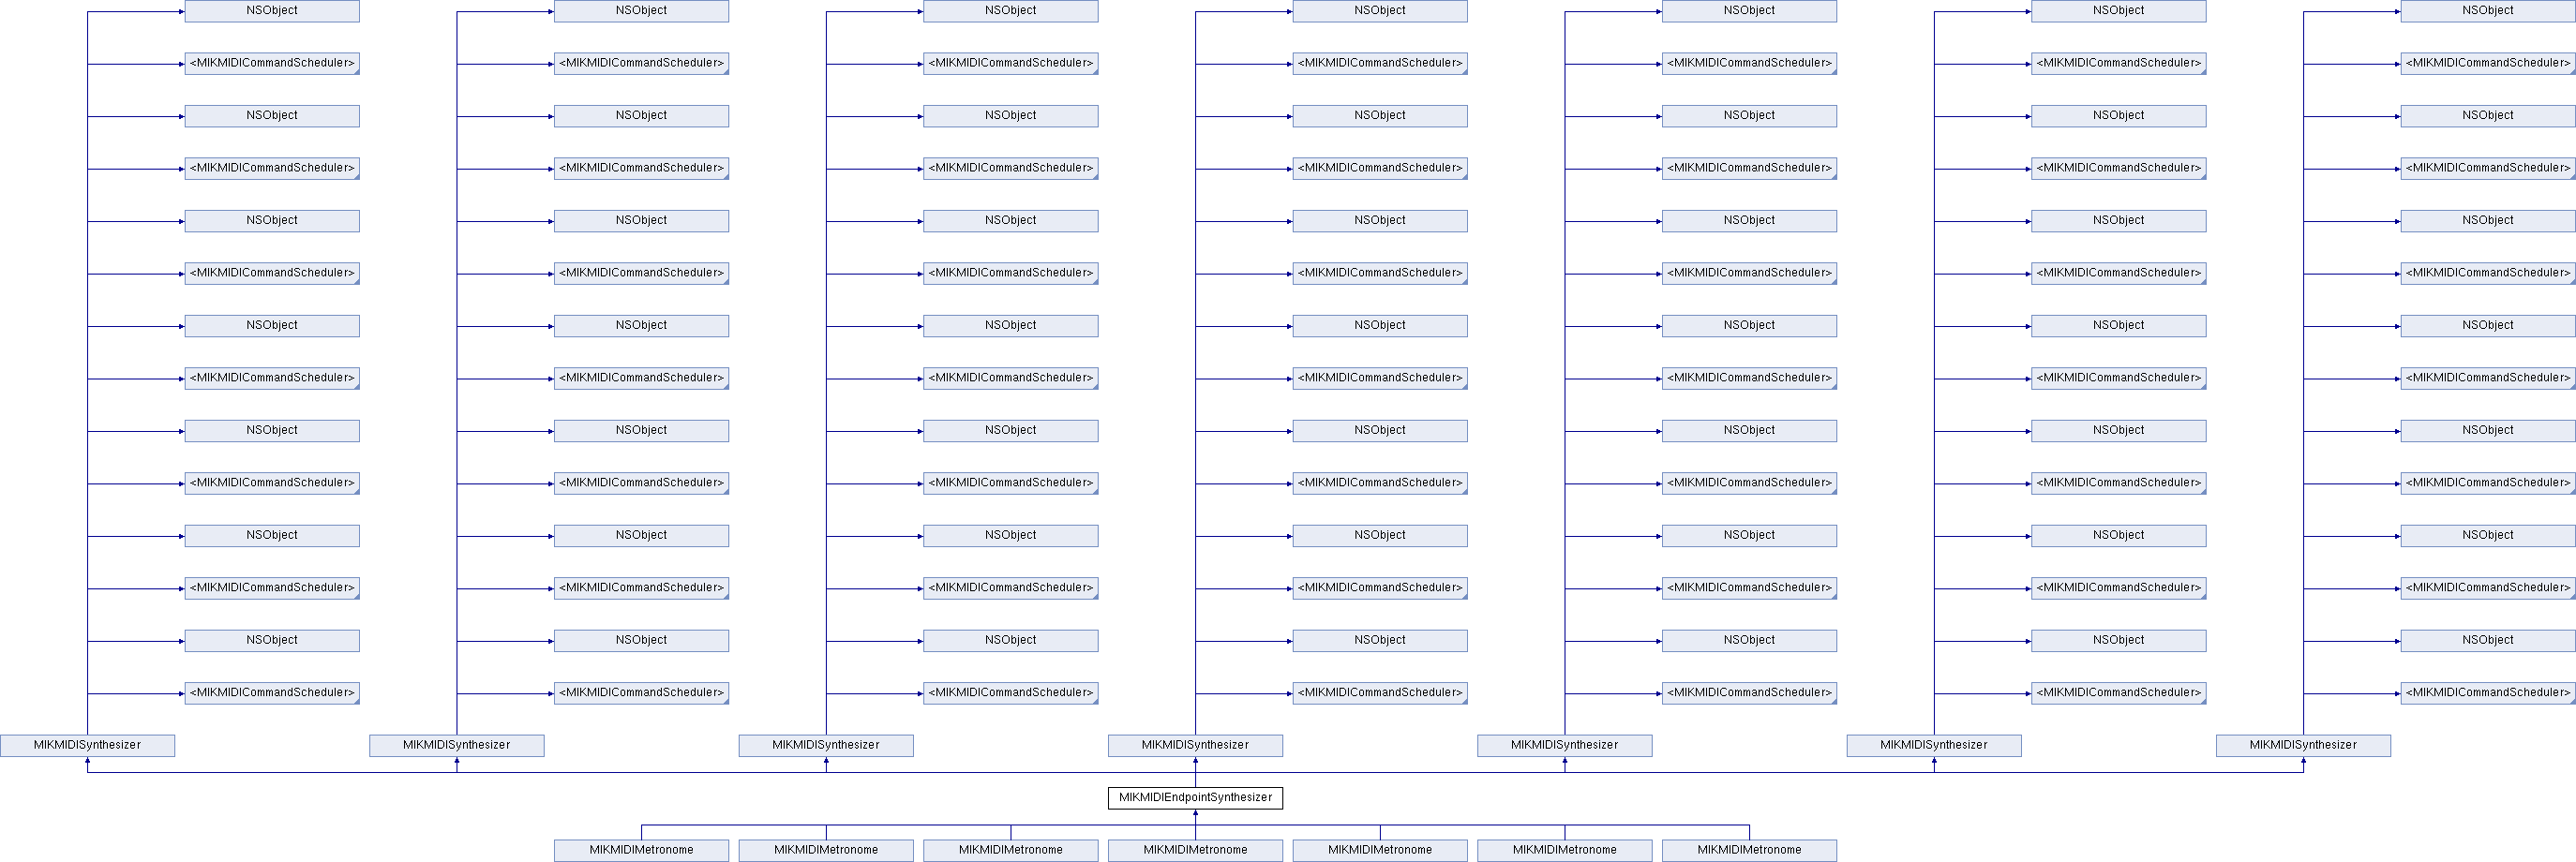 NSObject NSObject NSObject NSObject NSObject NSObject NSObject
<MIKMIDICommandScheduler> <MIKMIDICommandScheduler> <MIKMIDICommandScheduler> <MIKMIDICommandScheduler> <MIKMIDICommandScheduler> <MIKMIDICommandScheduler> <MIKMIDICommandScheduler>
NSObject NSObject NSObject NSObject NSObject NSObject NSObject
<MIKMIDICommandScheduler> <MIKMIDICommandScheduler> <MIKMIDICommandScheduler> <MIKMIDICommandScheduler> <MIKMIDICommandScheduler> <MIKMIDICommandScheduler> <MIKMIDICommandScheduler>
NSObject NSObject NSObject NSObject NSObject NSObject NSObject
<MIKMIDICommandScheduler> <MIKMIDICommandScheduler> <MIKMIDICommandScheduler> <MIKMIDICommandScheduler> <MIKMIDICommandScheduler> <MIKMIDICommandScheduler> <MIKMIDICommandScheduler>
NSObject NSObject NSObject NSObject NSObject NSObject NSObject
<MIKMIDICommandScheduler> <MIKMIDICommandScheduler> <MIKMIDICommandScheduler> <MIKMIDICommandScheduler> <MIKMIDICommandScheduler> <MIKMIDICommandScheduler> <MIKMIDICommandScheduler>
NSObject NSObject NSObject NSObject NSObject NSObject NSObject
<MIKMIDICommandScheduler> <MIKMIDICommandScheduler> <MIKMIDICommandScheduler> <MIKMIDICommandScheduler> <MIKMIDICommandScheduler> <MIKMIDICommandScheduler> <MIKMIDICommandScheduler>
NSObject NSObject NSObject NSObject NSObject NSObject NSObject
<MIKMIDICommandScheduler> <MIKMIDICommandScheduler> <MIKMIDICommandScheduler> <MIKMIDICommandScheduler> <MIKMIDICommandScheduler> <MIKMIDICommandScheduler> <MIKMIDICommandScheduler>
NSObject NSObject NSObject NSObject NSObject NSObject NSObject
<MIKMIDICommandScheduler> <MIKMIDICommandScheduler> <MIKMIDICommandScheduler> <MIKMIDICommandScheduler> <MIKMIDICommandScheduler> <MIKMIDICommandScheduler> <MIKMIDICommandScheduler>
MIKMIDISynthesizer MIKMIDISynthesizer MIKMIDISynthesizer MIKMIDISynthesizer MIKMIDISynthesizer MIKMIDISynthesizer MIKMIDISynthesizer
MIKMIDIEndpointSynthesizer
MIKMIDIMetronome MIKMIDIMetronome MIKMIDIMetronome MIKMIDIMetronome MIKMIDIMetronome MIKMIDIMetronome MIKMIDIMetronome